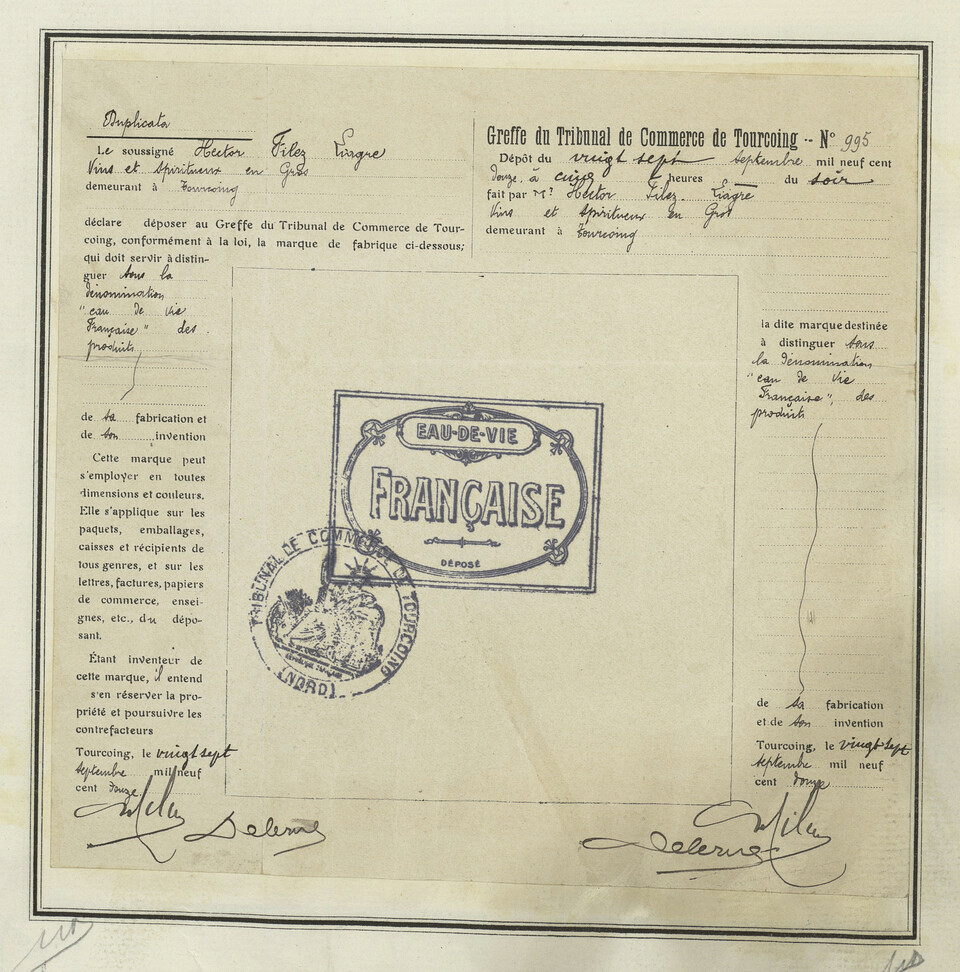 Duplicata
Le soussigné Hector Filez Liagre
Vins et Spiritueux en Gros
demeurant à Tourcoing
déclare déposer au Greffe du Tribunal de Commerce de Tour-
coing, conformément à la loi, la marque de fabrique ci-dessous;
qui doit servir à distin-
guer sous la
dénomination
"eau de vie
Française" des
produits
de sa fabrication et
de son invention
Cette marque peut
s'employer en toutes
dimensions et couleurs.
Elle s'applique sur les
paquets, emballages,
caisses et récipients de
tous genres, et sur les
lettres, factures, papiers
de commerce, ensei-
gnes, etc., du dépo-
sant.
Étant inventeur de
cette marque, il entend
s'en réserver la pro-
priété et poursuivre les
contrefacteurs
Tourcoing, le vingt sept
septembre mil neuf
cent douze
Greffe du Tribunal de Commerce de Tourcoing -- N° 995
Dépôt du vingt sept septembre mil neuf cent
douze, à cinq heures du soir
fait par Mr Hector Filez Liagre
Vins et Spiritueux en Gros
demeurant à Tourcoing
EAU-DE-VIE
FRANÇAISE
DÉPOSÉ
TRIBUNAL DE COMMERCE DE TOURCOING
(NORD)
la dite marque destinée
à distinguer sous
la dénomination
"eau de vie
Française", des
produits
de sa fabrication
et de son invention
Tourcoing, le vingt sept
septembre mil neuf
cent douze